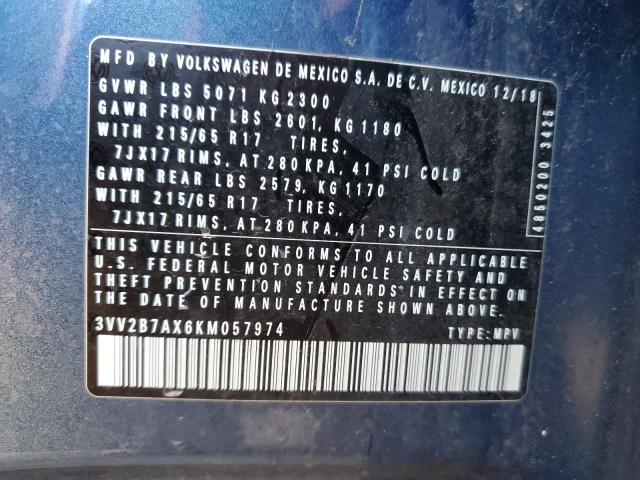 MFD BY VOLKSWAGEN DE MEXICO S.A. DE C.V. MEXICO 12/18
GVWR LBS 5071 KG 2300
GAWR FRONT LBS 2601, KG 1180
WITH 215/65 R17 TIRES,
7JX17 RIMS, AT 280 KPA, 41 PSI COLD
GAWR REAR LBS 2579, KG 1170
WITH 215/65 R17 TIRES,
7JX17 RIMS, AT 280 KPA, 41 PSI COLD
THIS VEHICLE CONFORMS TO ALL APPLICABLE
U.S. FEDERAL MOTOR VEHICLE SAFETY AND
THEFT PREVENTION STANDARDS IN EFFECT ON
THE DATE OF MANUFACTURE SHOWN ABOVE.
3VV2B7AX6KM057974 TYPE: MPV
4850200 3426